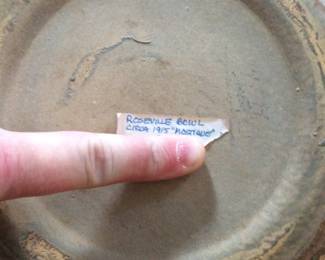 ROSEVILLE BOWL
CIRCA 1915 "MOSTIQUE"